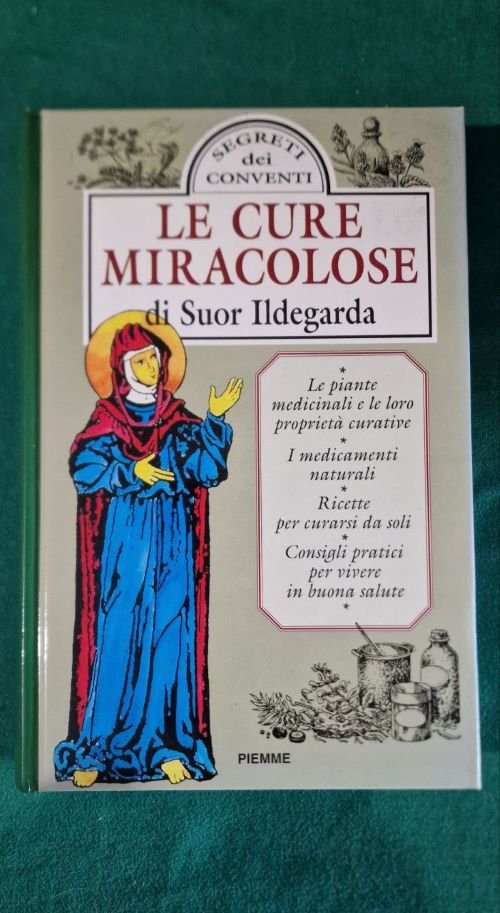 SEGRETI
dei
CONVENTI
LE CURE
MIRACOLOSE
di Suor Ildegarda
*
Le piante
medicinali e le loro
proprietà curative
*
I medicamenti
naturali
*
Ricette
per curarsi da soli
*
Consigli pratici
per vivere
in buona salute
*
PIEMME